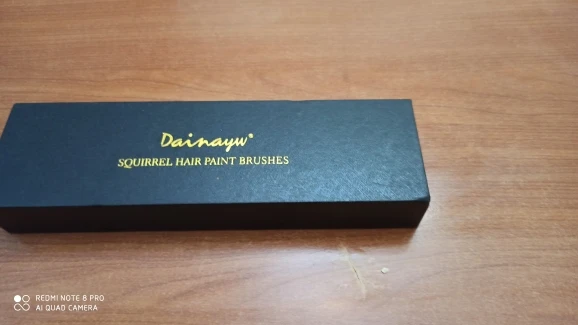 Dainayw®
SQUIRREL HAIR PAINT BRUSHES
REDMI NOTE 8 PRO
AI QUAD CAMERA